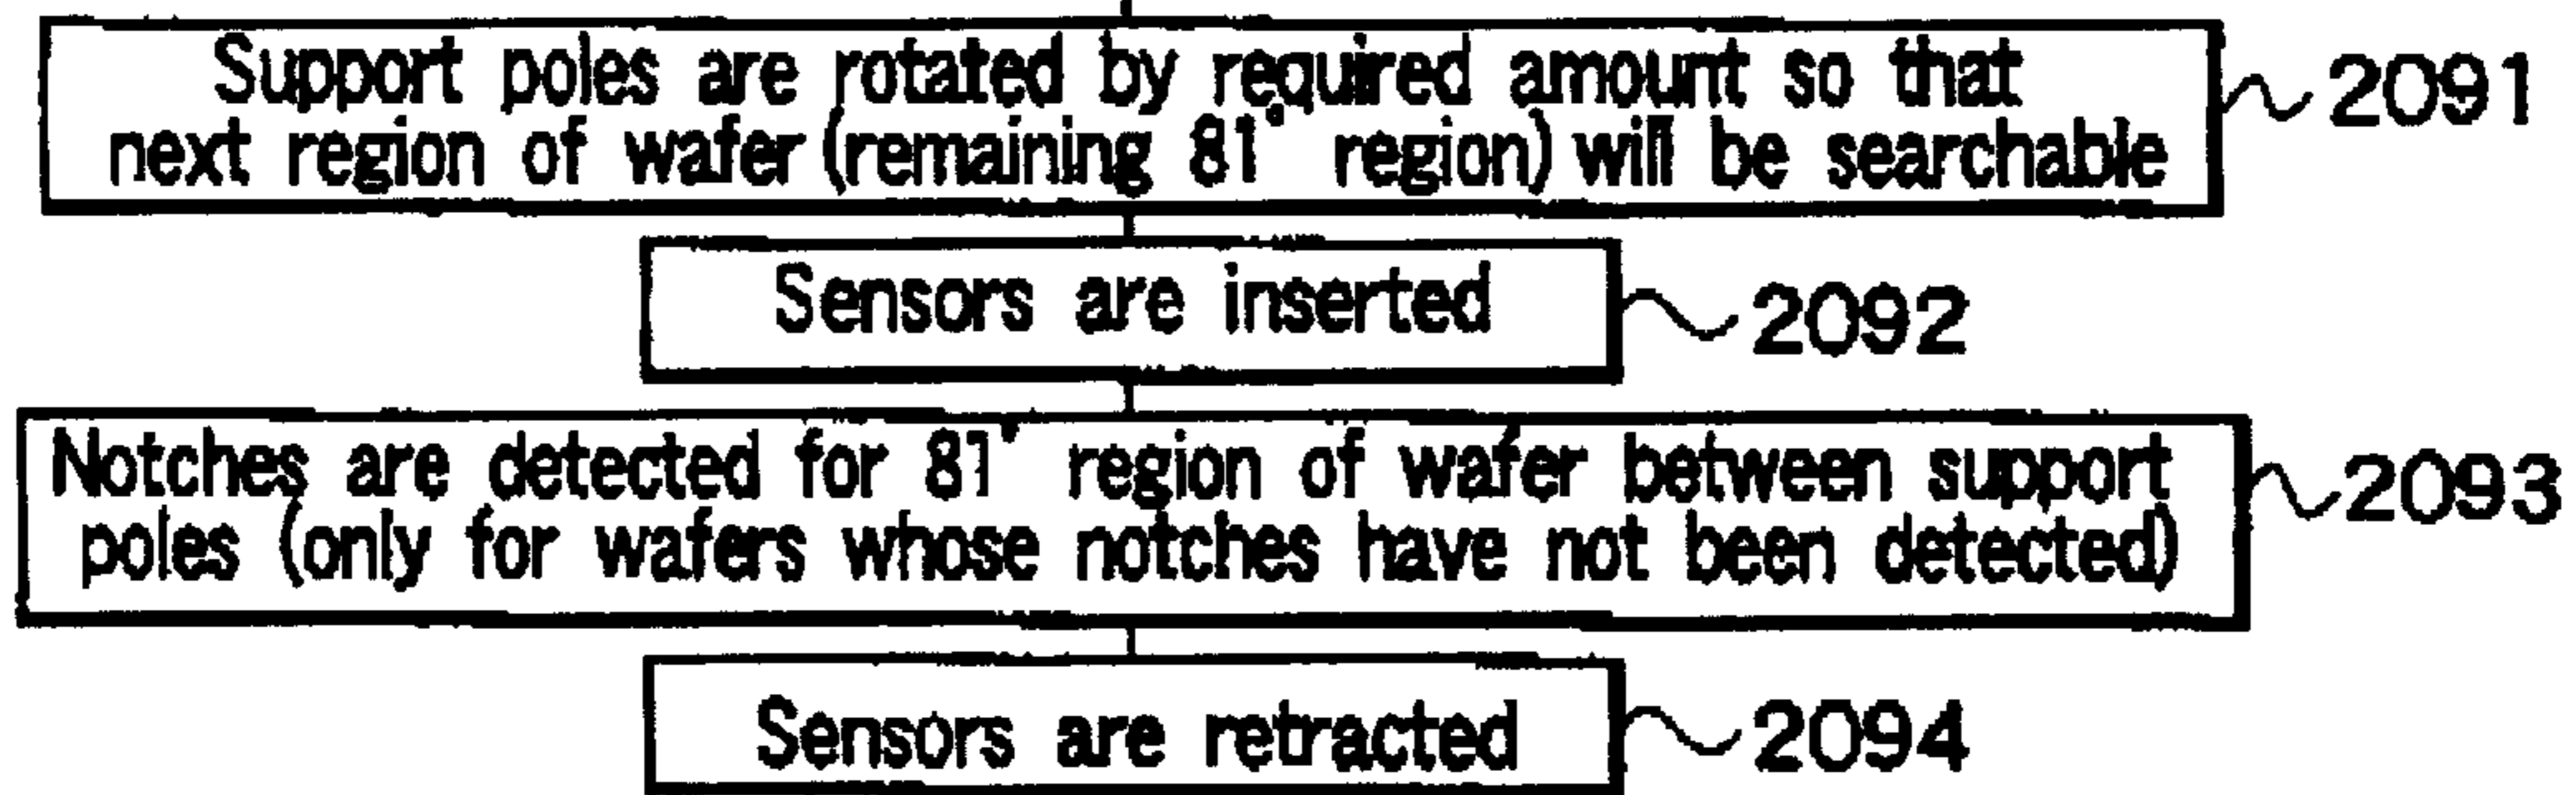 Support poles are rotated by required amount so that
next region of wafer (remaining 81° region) will be searchable
2091
Sensors are inserted
2092
Notches are detected for 81° region of wafer between support
poles (only for wafers whose notches have not been detected)
2093
Sensors are retracted
2094